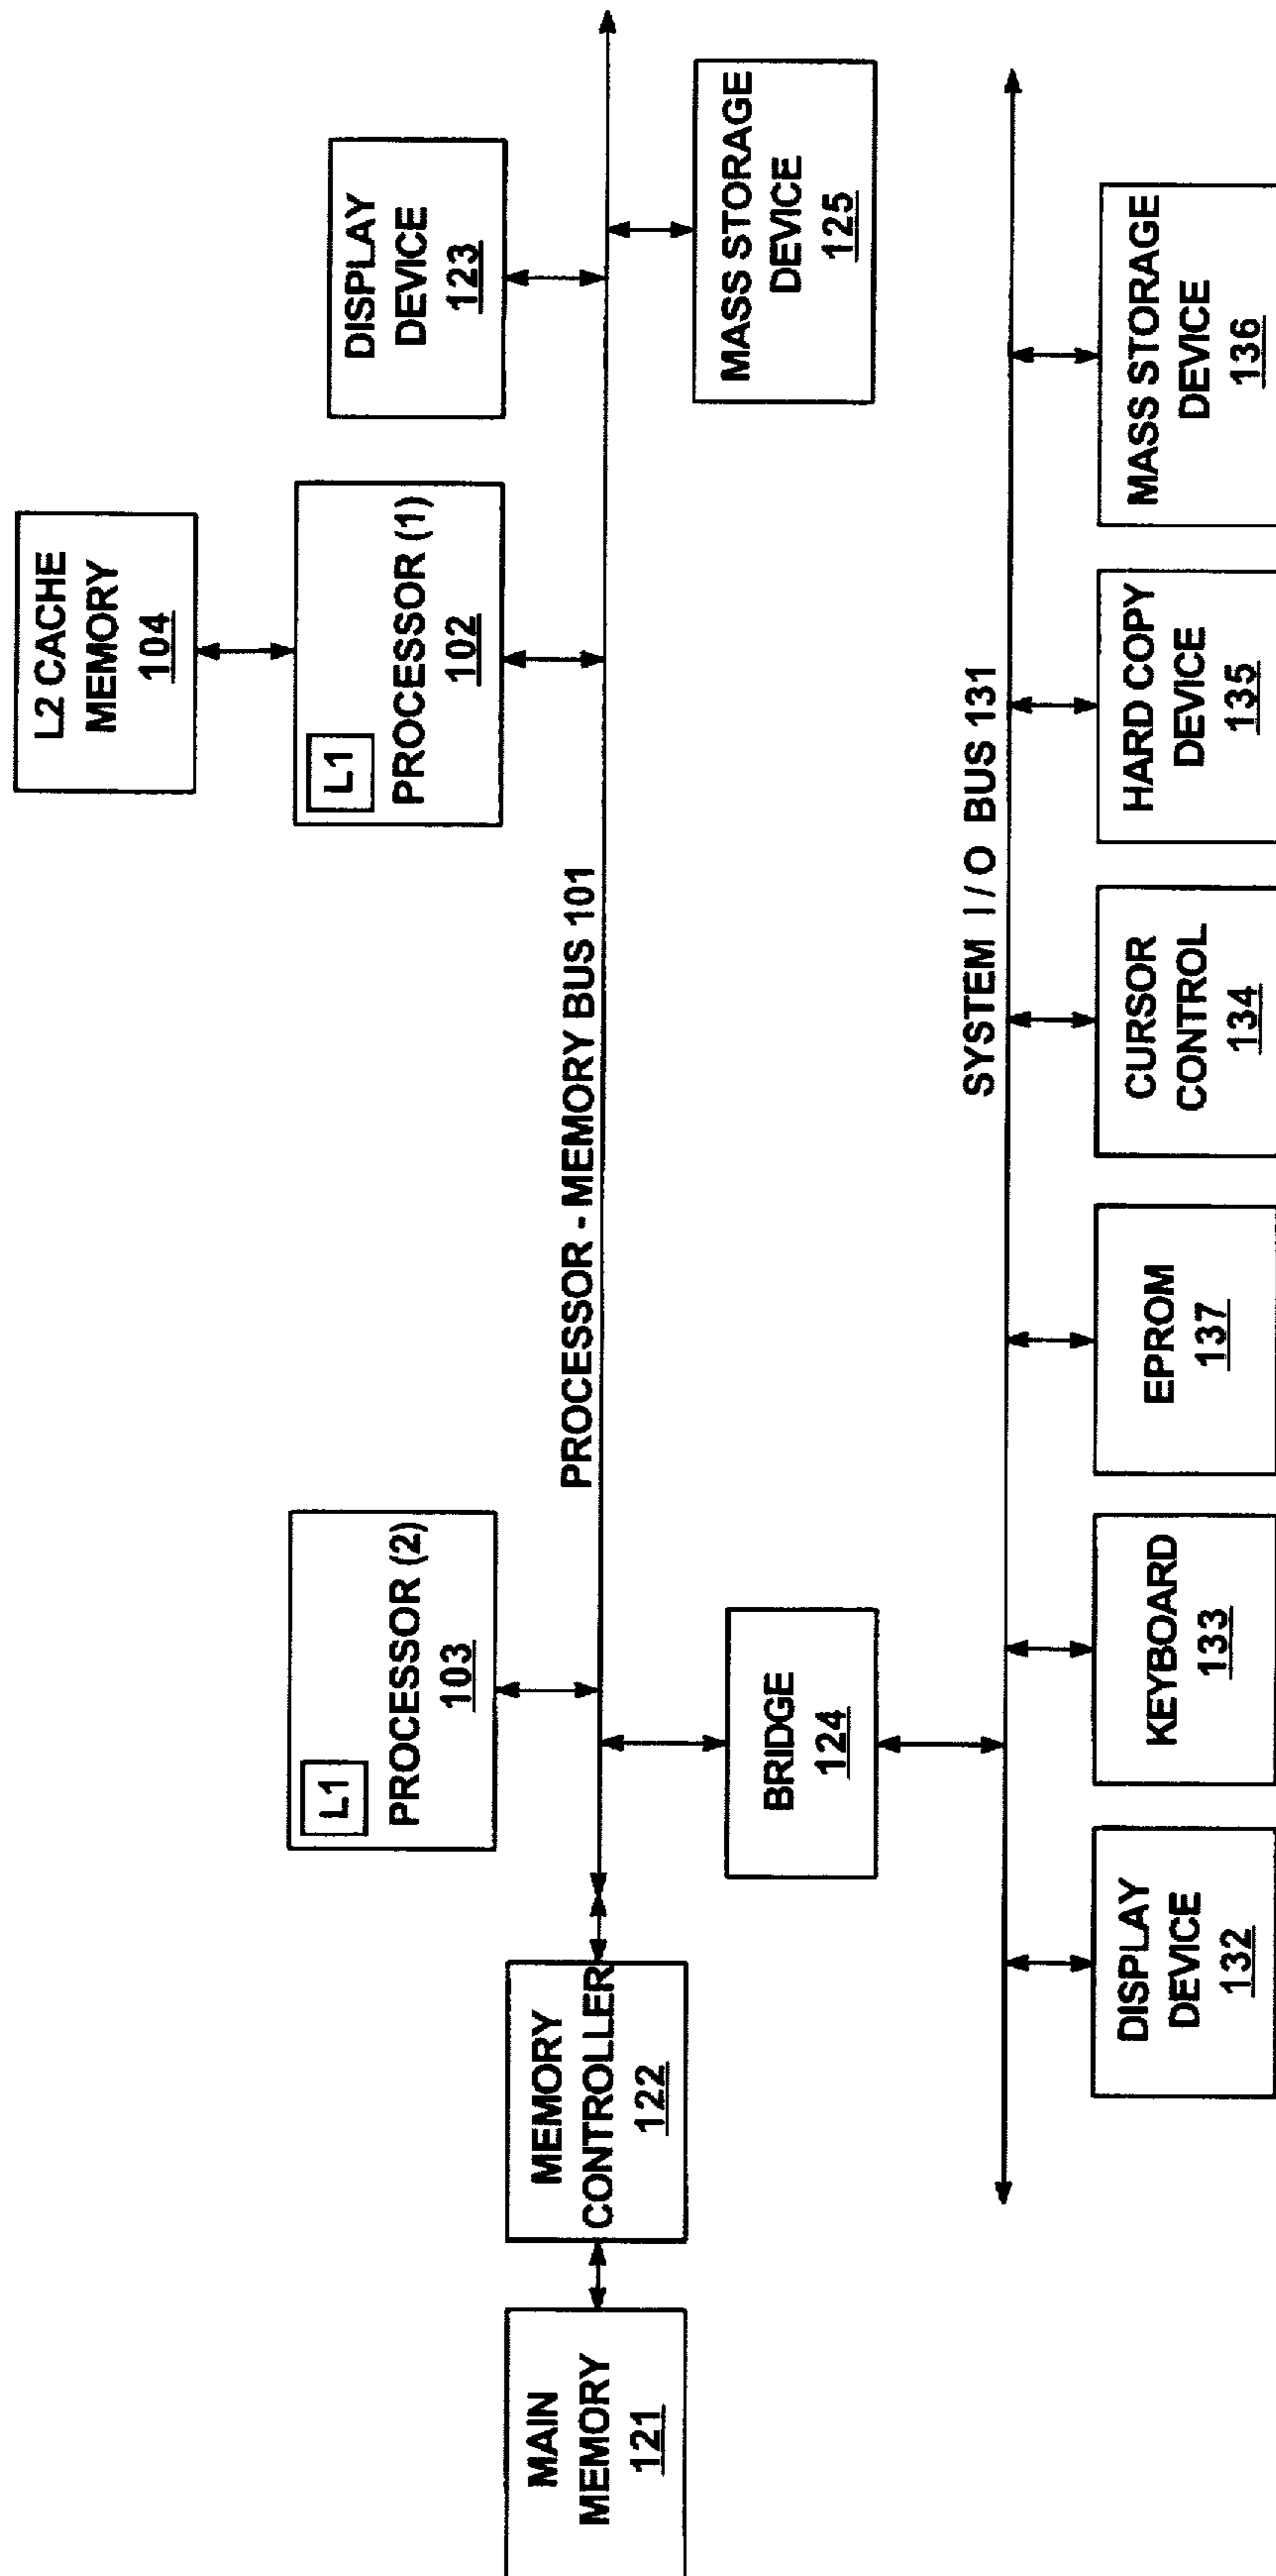 L2 CACHE
MEMORY
104
L1
PROCESSOR (2)
103
L1
PROCESSOR (1)
102
DISPLAY
DEVICE
123
MAIN
MEMORY
121
MEMORY
CONTROLLER
122
PROCESSOR - MEMORY BUS 101
BRIDGE
124
MASS STORAGE
DEVICE
125
SYSTEM I / O BUS 131
DISPLAY
DEVICE
132
KEYBOARD
133
EPROM
137
CURSOR
CONTROL
134
HARD COPY
DEVICE
135
MASS STORAGE
DEVICE
136